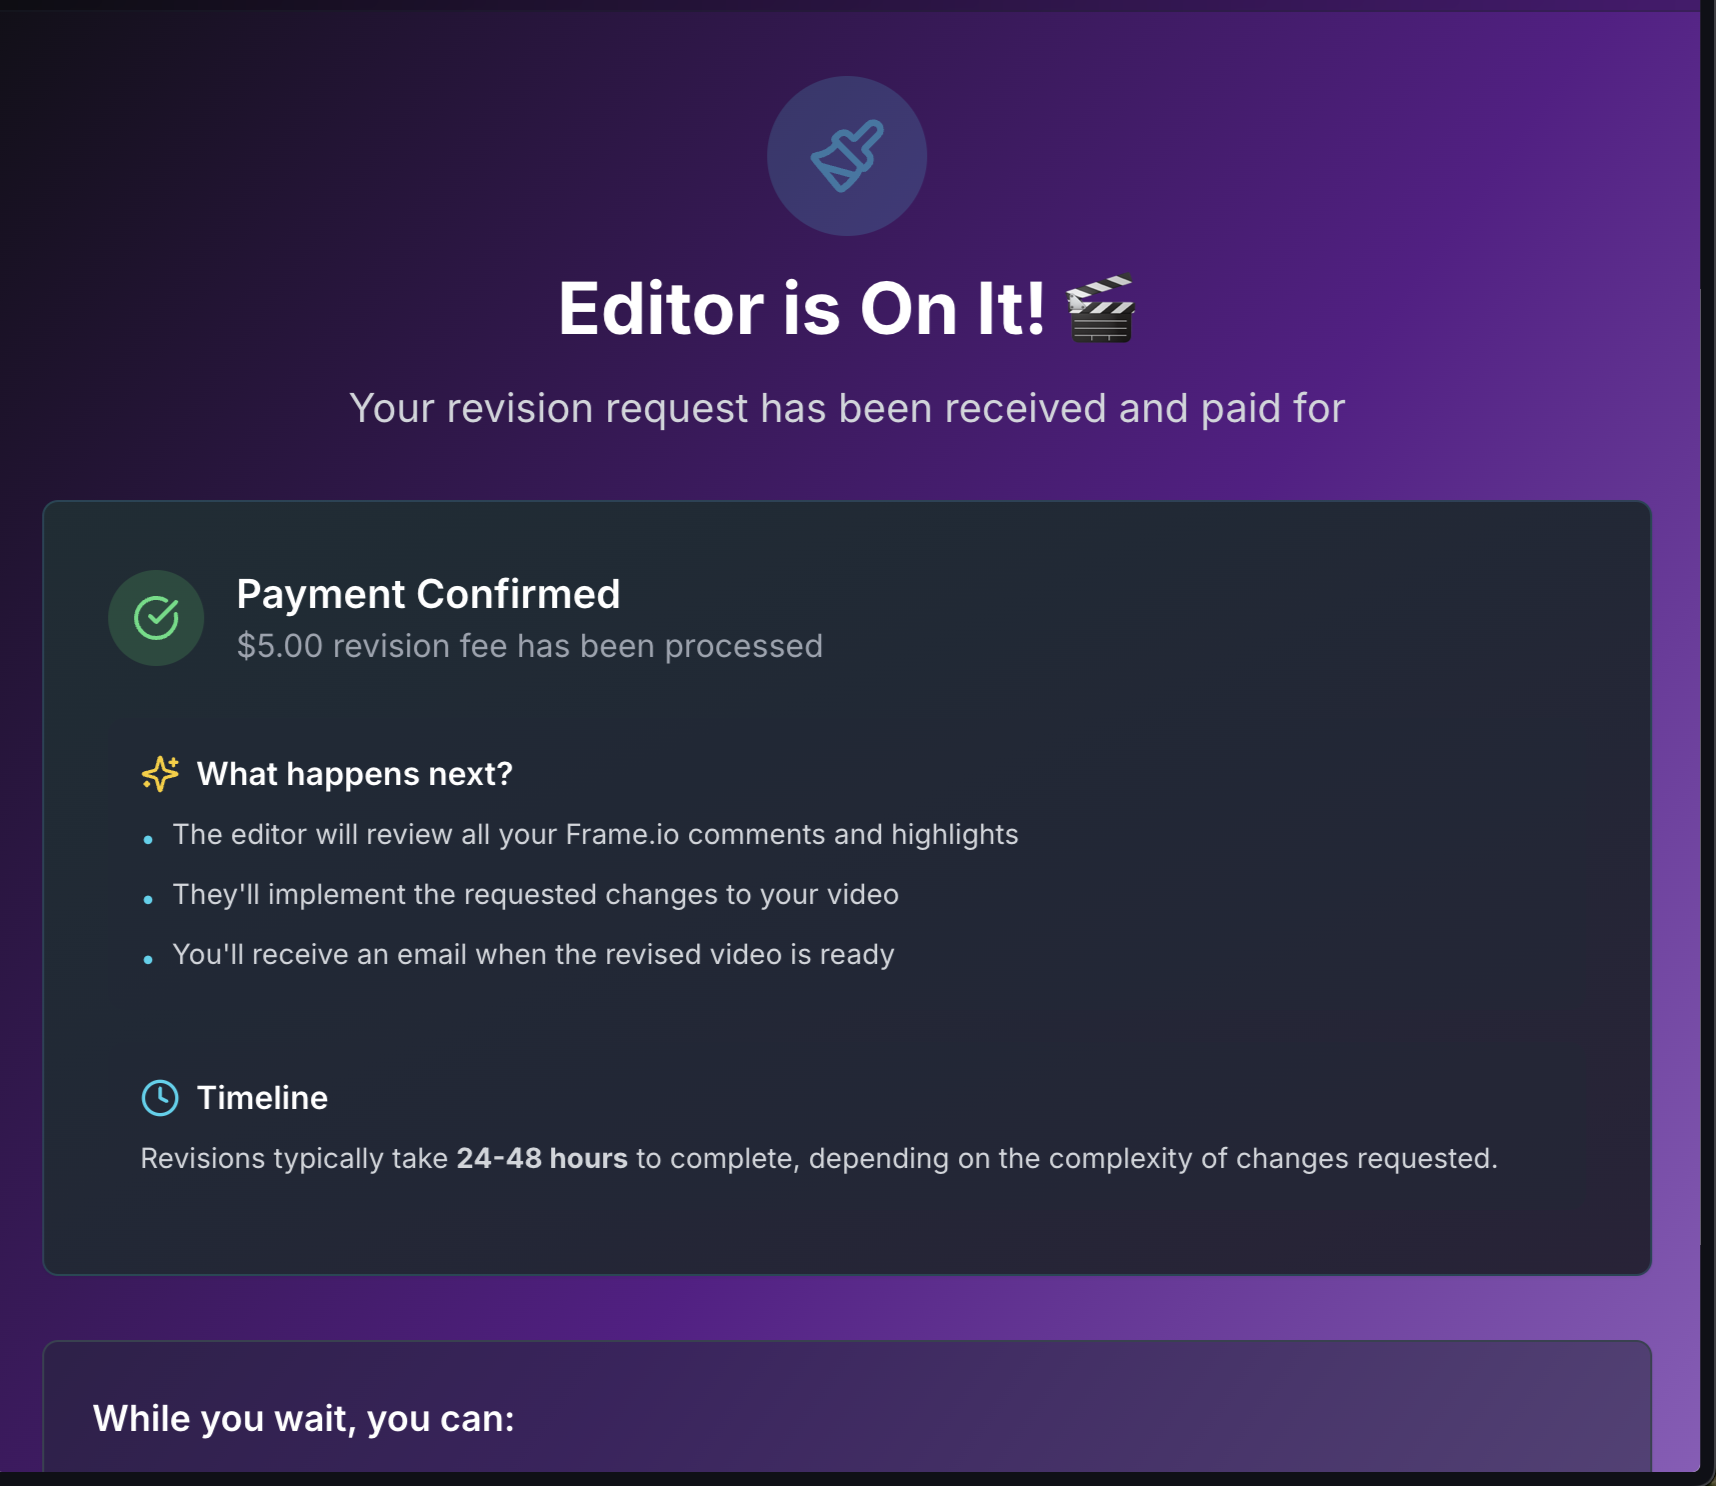 Editor is On It! 🎬
Your revision request has been received and paid for
Payment Confirmed
$5.00 revision fee has been processed
What happens next?
• The editor will review all your Frame.io comments and highlights
• They'll implement the requested changes to your video
• You'll receive an email when the revised video is ready
Timeline
Revisions typically take 24-48 hours to complete, depending on the complexity of changes requested.
While you wait, you can: